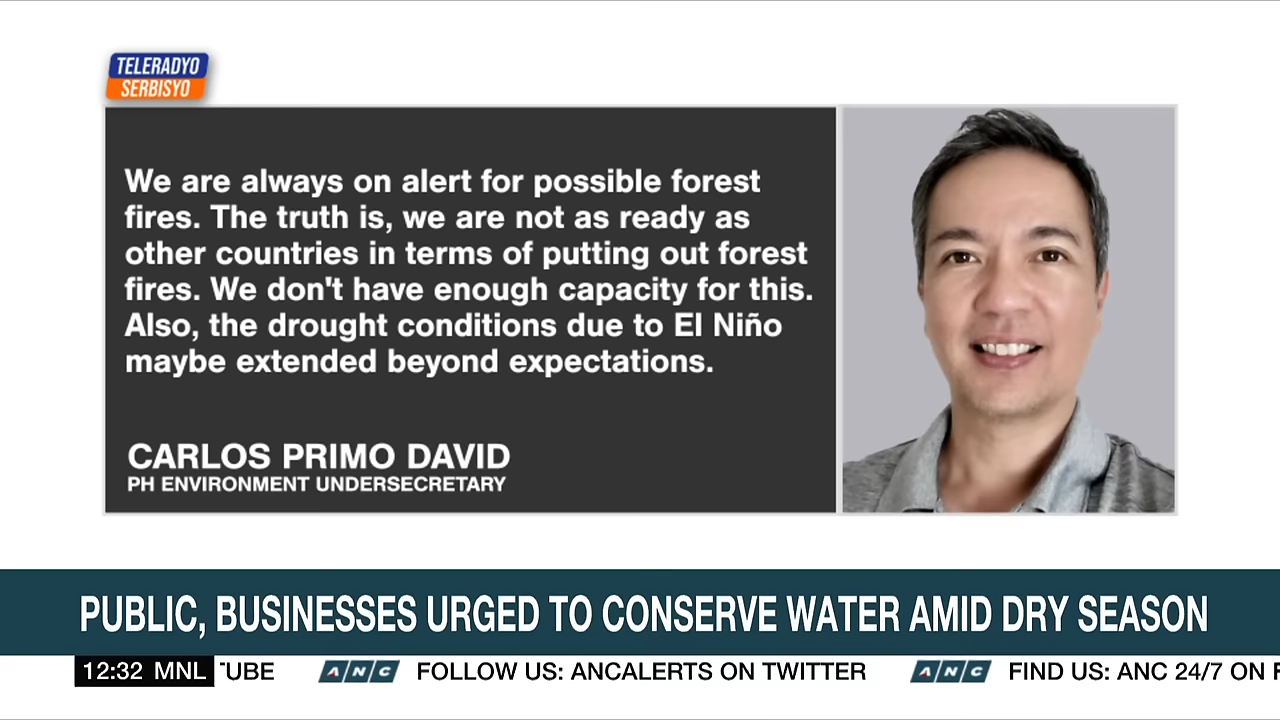 TELERADYO
SERBISYO
We are always on alert for possible forest
fires. The truth is, we are not as ready as
other countries in terms of putting out forest
fires. We don't have enough capacity for this.
Also, the drought conditions due to El Niño
maybe extended beyond expectations.
CARLOS PRIMO DAVID
PH ENVIRONMENT UNDERSECRETARY
PUBLIC, BUSINESSES URGED TO CONSERVE WATER AMID DRY SEASON
12:32 MNL UBE ANC FOLLOW US: ANCALERTS ON TWITTER ANC FIND US: ANC 24/7 ON